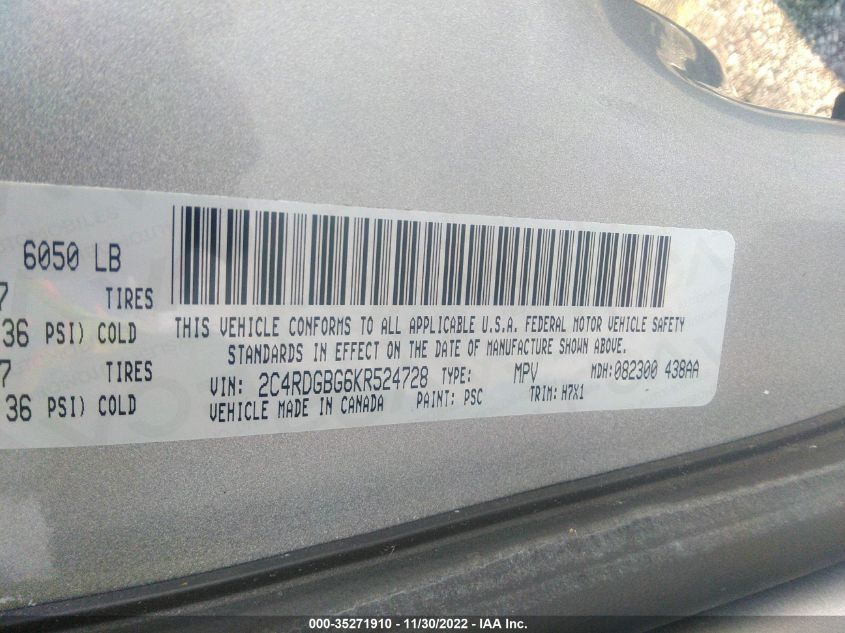 6050 LB
7 TIRES
36 PSI) COLD
7 TIRES
36 PSI) COLD
THIS VEHICLE CONFORMS TO ALL APPLICABLE U.S.A. FEDERAL MOTOR VEHICLE SAFETY
STANDARDS IN EFFECT ON THE DATE OF MANUFACTURE SHOWN ABOVE.
VIN: 2C4RDGBG6KR524728 TYPE: MPV MDH:082300 438AA
VEHICLE MADE IN CANADA PAINT: PSC TRIM: H7X1
000-35271910 - 11/30/2022 - IAA Inc.